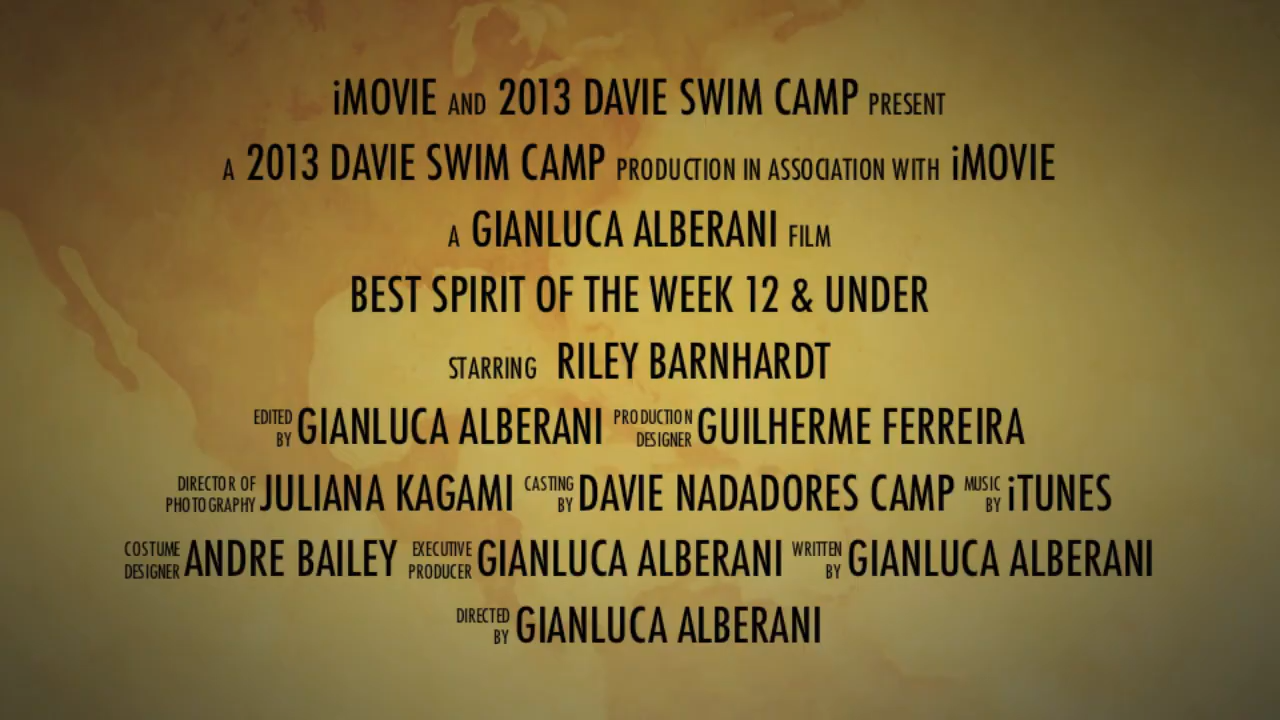 iMOVIE AND 2013 DAVIE SWIM CAMP PRESENT
A 2013 DAVIE SWIM CAMP PRODUCTION IN ASSOCIATION WITH iMOVIE
A GIANLUCA ALBERANI FILM
BEST SPIRIT OF THE WEEK 12 & UNDER
STARRING RILEY BARNHARDT
EDITED BY GIANLUCA ALBERANI PRODUCTION DESIGNER GUILHERME FERREIRA
DIRECTOR OF PHOTOGRAPHY JULIANA KAGAMI CASTING BY DAVIE NADADORES CAMP MUSIC BY iTUNES
COSTUME DESIGNER ANDRE BAILEY EXECUTIVE PRODUCER GIANLUCA ALBERANI WRITTEN BY GIANLUCA ALBERANI
DIRECTED BY GIANLUCA ALBERANI